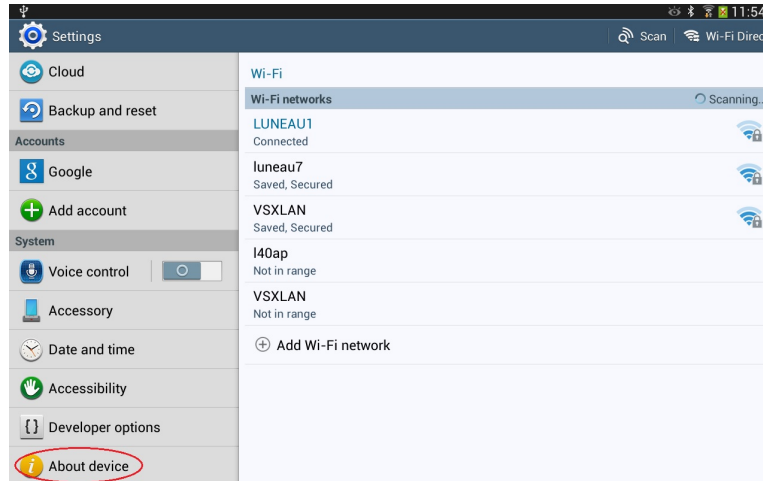 11:54
Settings
Scan
Wi-Fi Direc
Cloud
Backup and reset
Accounts
Google
Add account
System
Voice control
Accessory
Date and time
Accessibility
Developer options
About device
Wi-Fi
Wi-Fi networks
Scanning..
LUNEAU1
Connected
luneau7
Saved, Secured
VSXLAN
Saved, Secured
l40ap
Not in range
VSXLAN
Not in range
Add Wi-Fi network